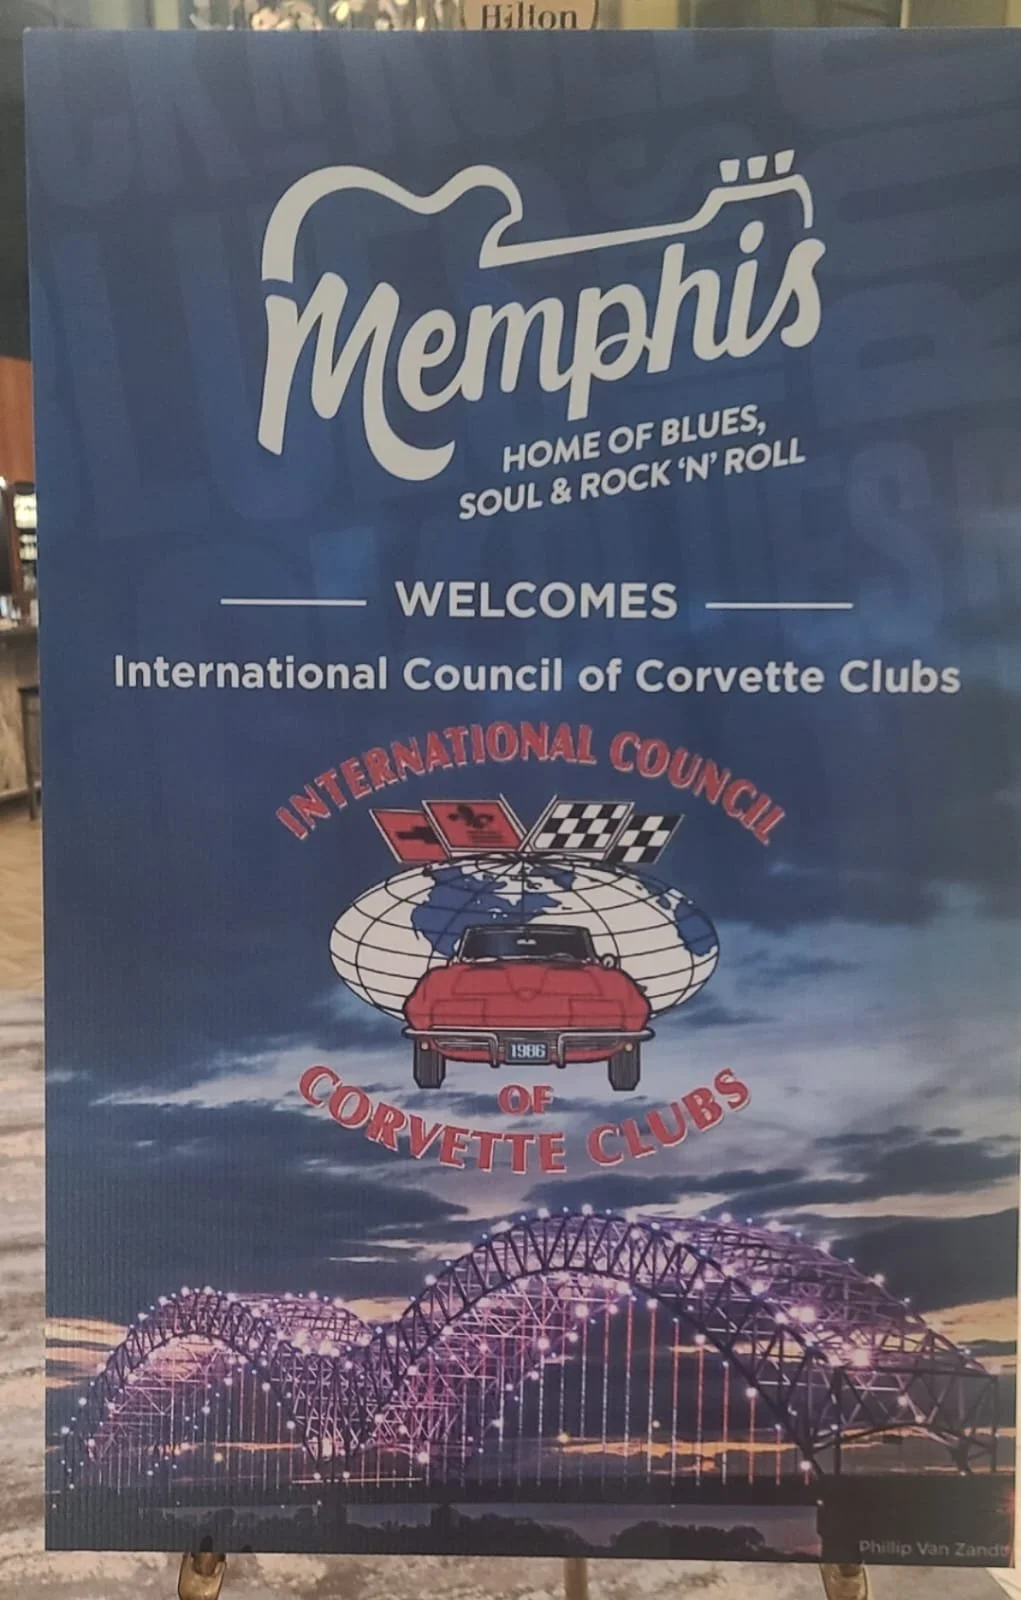 Hilton
Memphis
HOME OF BLUES,
SOUL & ROCK ‘N’ ROLL
WELCOMES
International Council of Corvette Clubs
INTERNATIONAL COUNCIL
1986
OF
CORVETTE CLUBS
Phillip Van Zandt